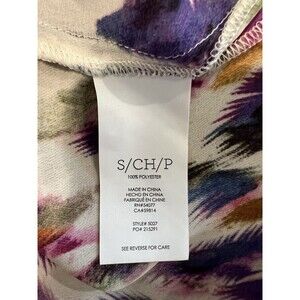 S/CH/P
100% POLYESTER
MADE IN CHINA
HECHO EN CHINA
FABRIQUÉ EN CHINE
RN#54077
CA#59814
STYLE# 5027
PO# 215291
SEE REVERSE FOR CARE